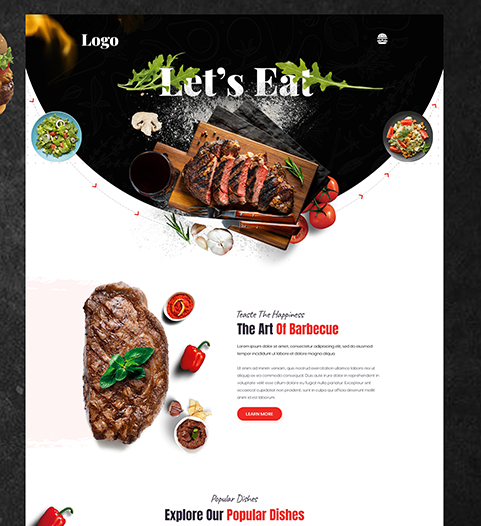 Logo
Let's Eat
Teaste The Happiness
The Art Of Barbecue
Lorem ipsum dolor sit amet, consectetur adipiscing elit, sed do eiusmod
tempor incididunt ut labore et dolore magna aliqua.
Ut enim ad minim veniam, quis nostrud exercitation ullamco laboris nisi ut
aliquip ex ea commodo consequat. Duis aute irure dolor in reprehenderit in
voluptate velit esse cillum dolore eu fugiat nulla pariatur. Excepteur sint
occaecat cupidatat non proident, sunt in culpa qui officia deserunt mollit
anim id est laborum.
LEARN MORE
Popular Dishes
Explore Our Popular Dishes